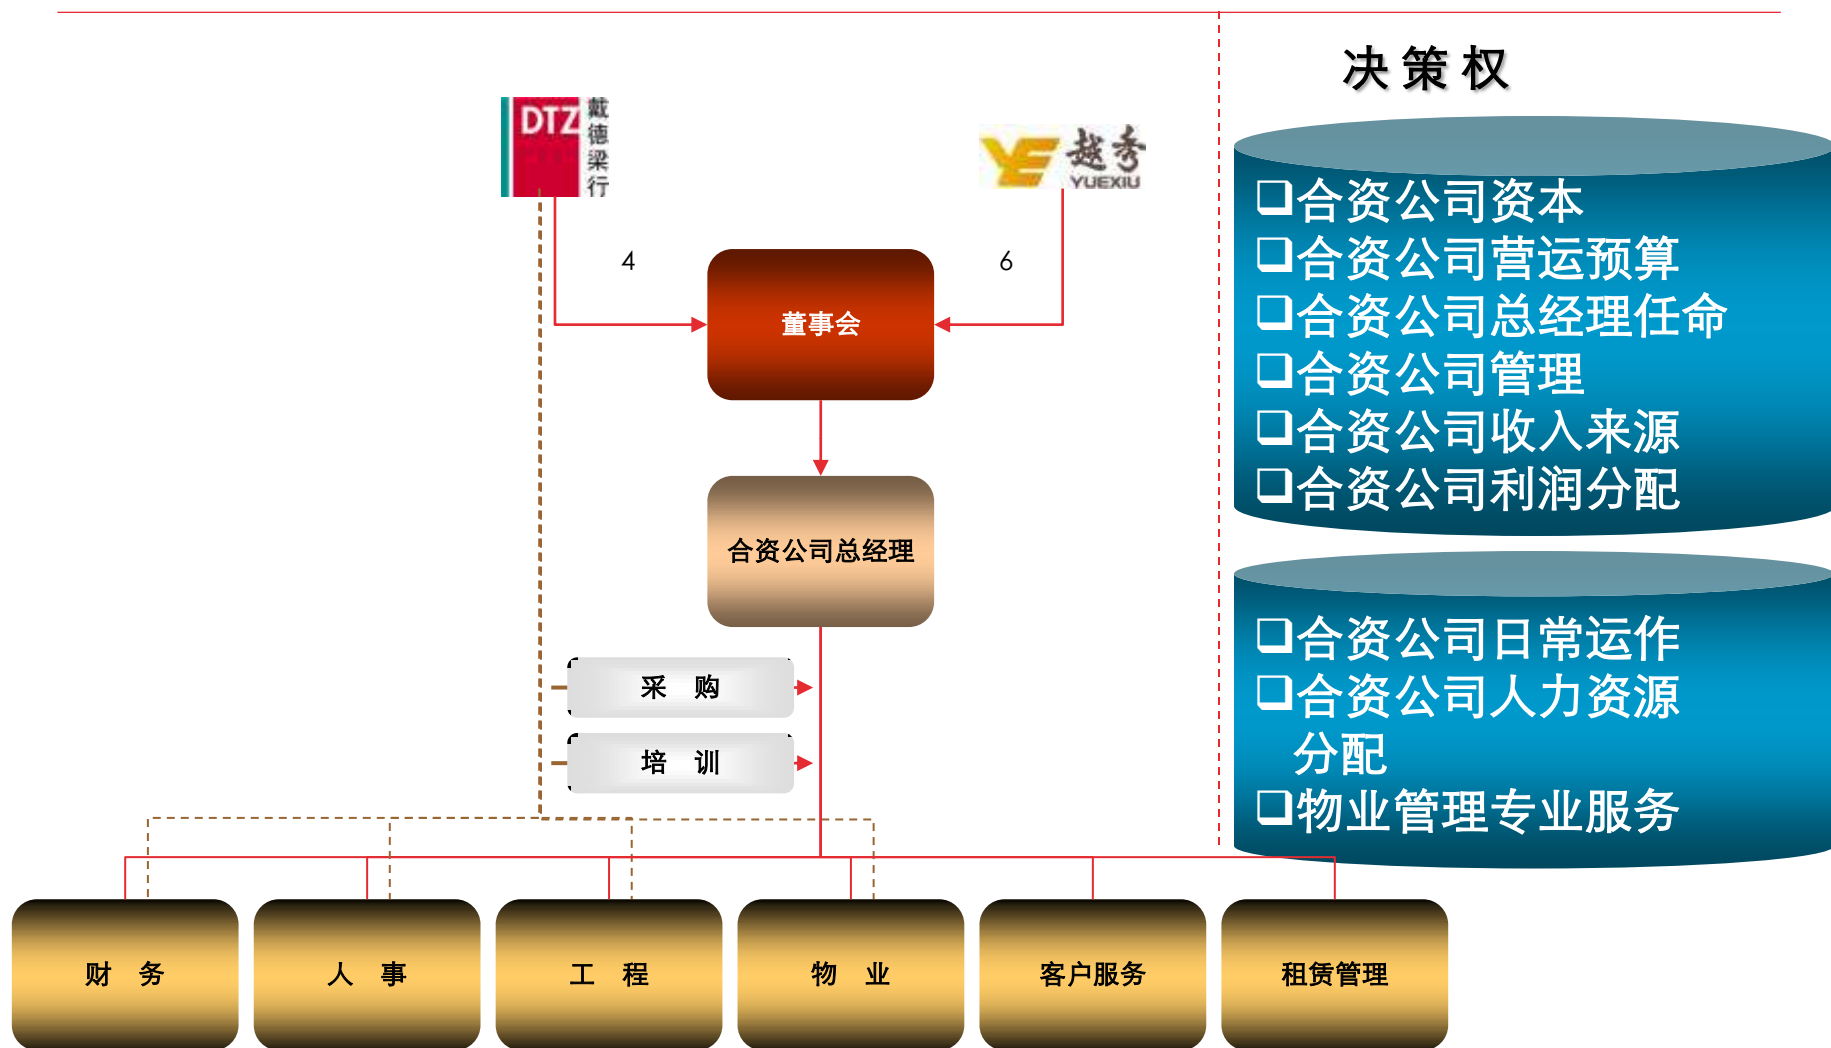 决 策 权
DTZ
戴德梁行
越秀
YUEXIU
4
6
董事会
合资公司总经理
采 购
培 训
财 务
人 事
工 程
物 业
客户服务
租赁管理
❑合资公司资本
❑合资公司营运预算
❑合资公司总经理任命
❑合资公司管理
❑合资公司收入来源
❑合资公司利润分配
❑合资公司日常运作
❑合资公司人力资源
分配
❑物业管理专业服务